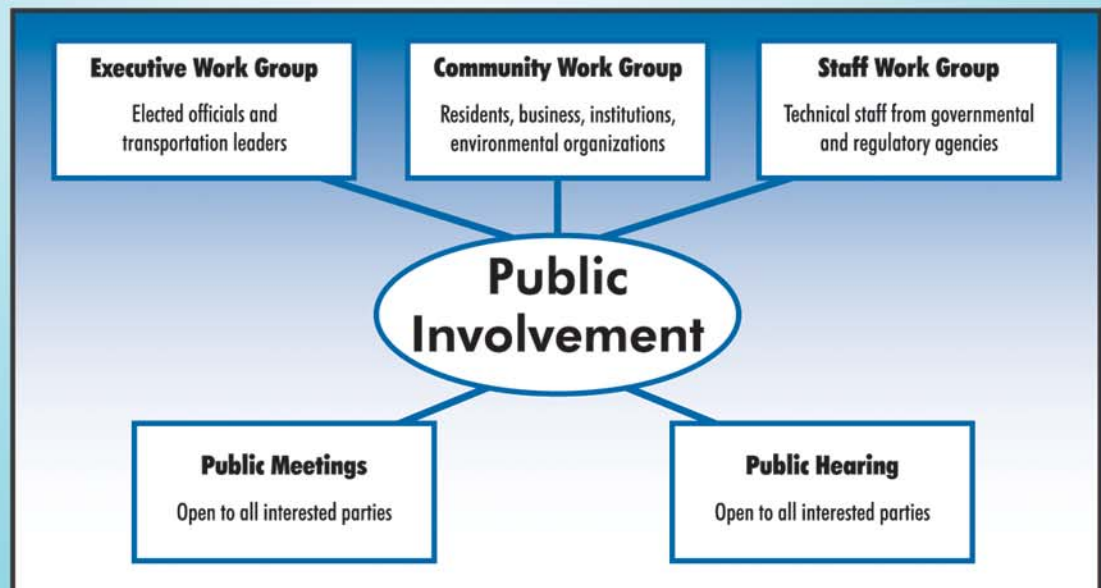 Executive Work Group
Elected officials and
transportation leaders
Community Work Group
Residents, business, institutions,
environmental organizations
Staff Work Group
Technical staff from governmental
and regulatory agencies
Public
Involvement
Public Meetings
Open to all interested parties
Public Hearing
Open to all interested parties